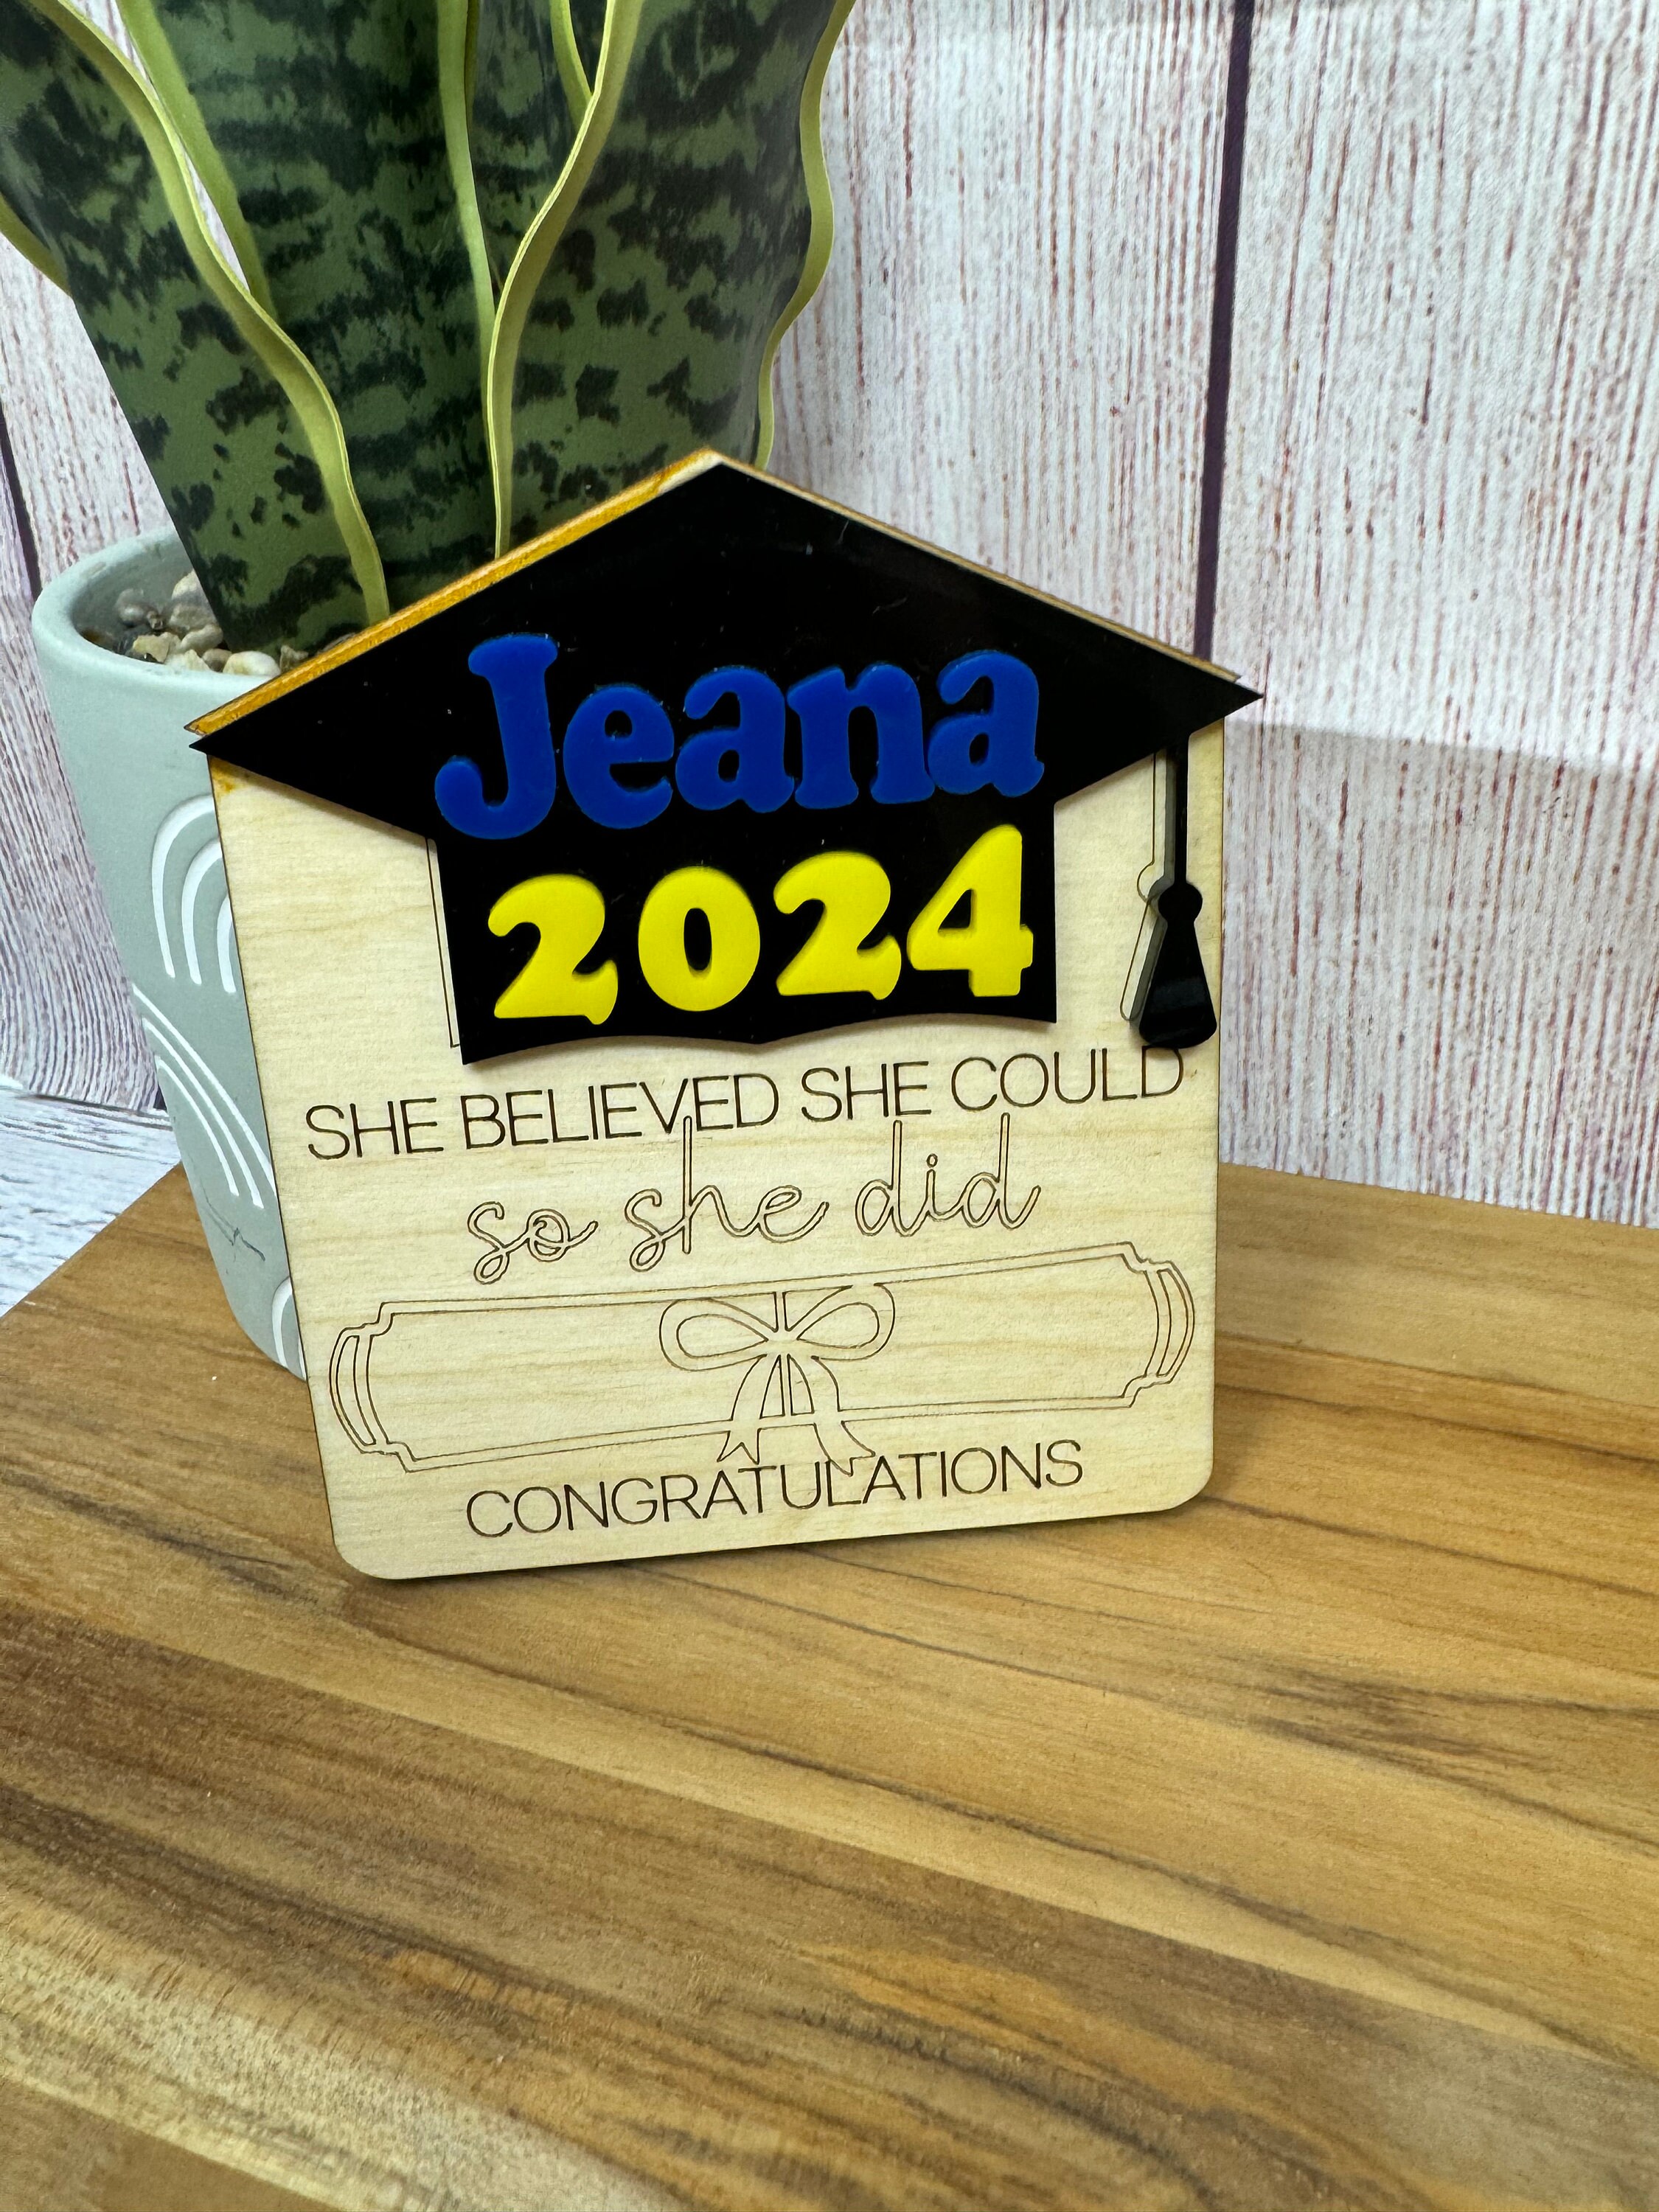 Jeana
2024
SHE BELIEVED SHE COULD
so she did
CONGRATULATIONS